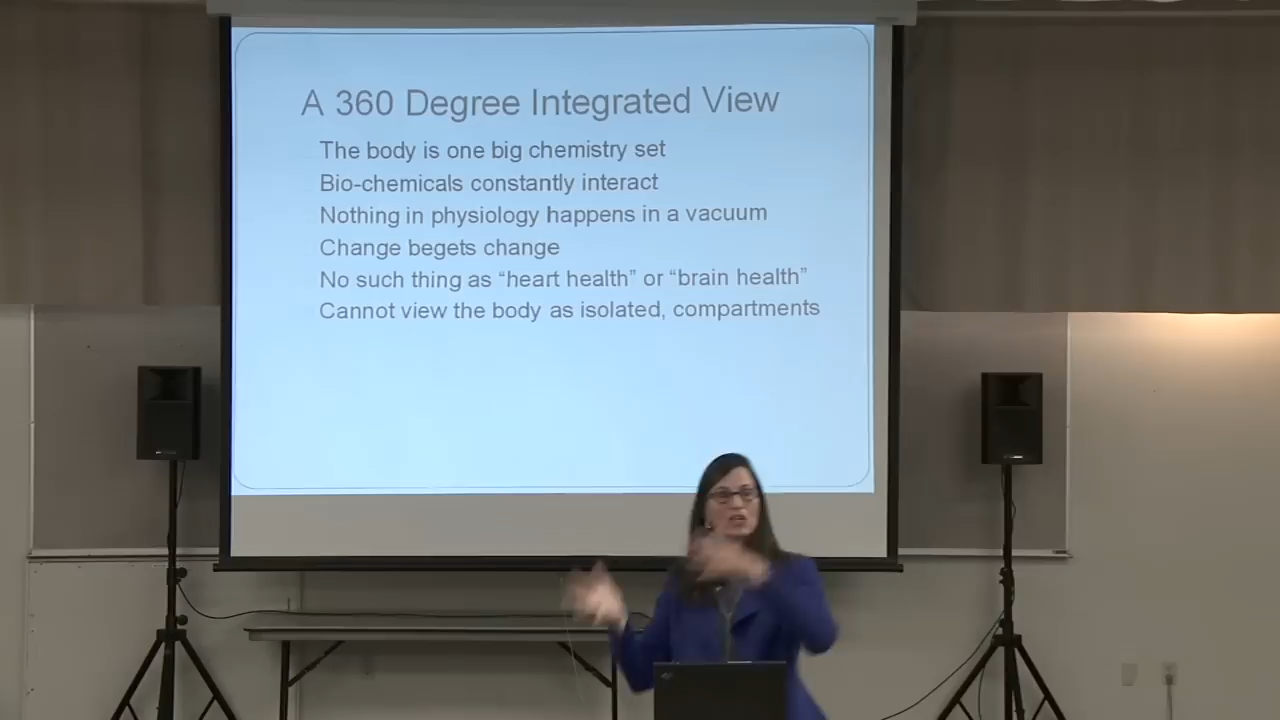 A 360 Degree Integrated View
The body is one big chemistry set
Bio-chemicals constantly interact
Nothing in physiology happens in a vacuum
Change begets change
No such thing as “heart health” or “brain health”
Cannot view the body as isolated, compartments